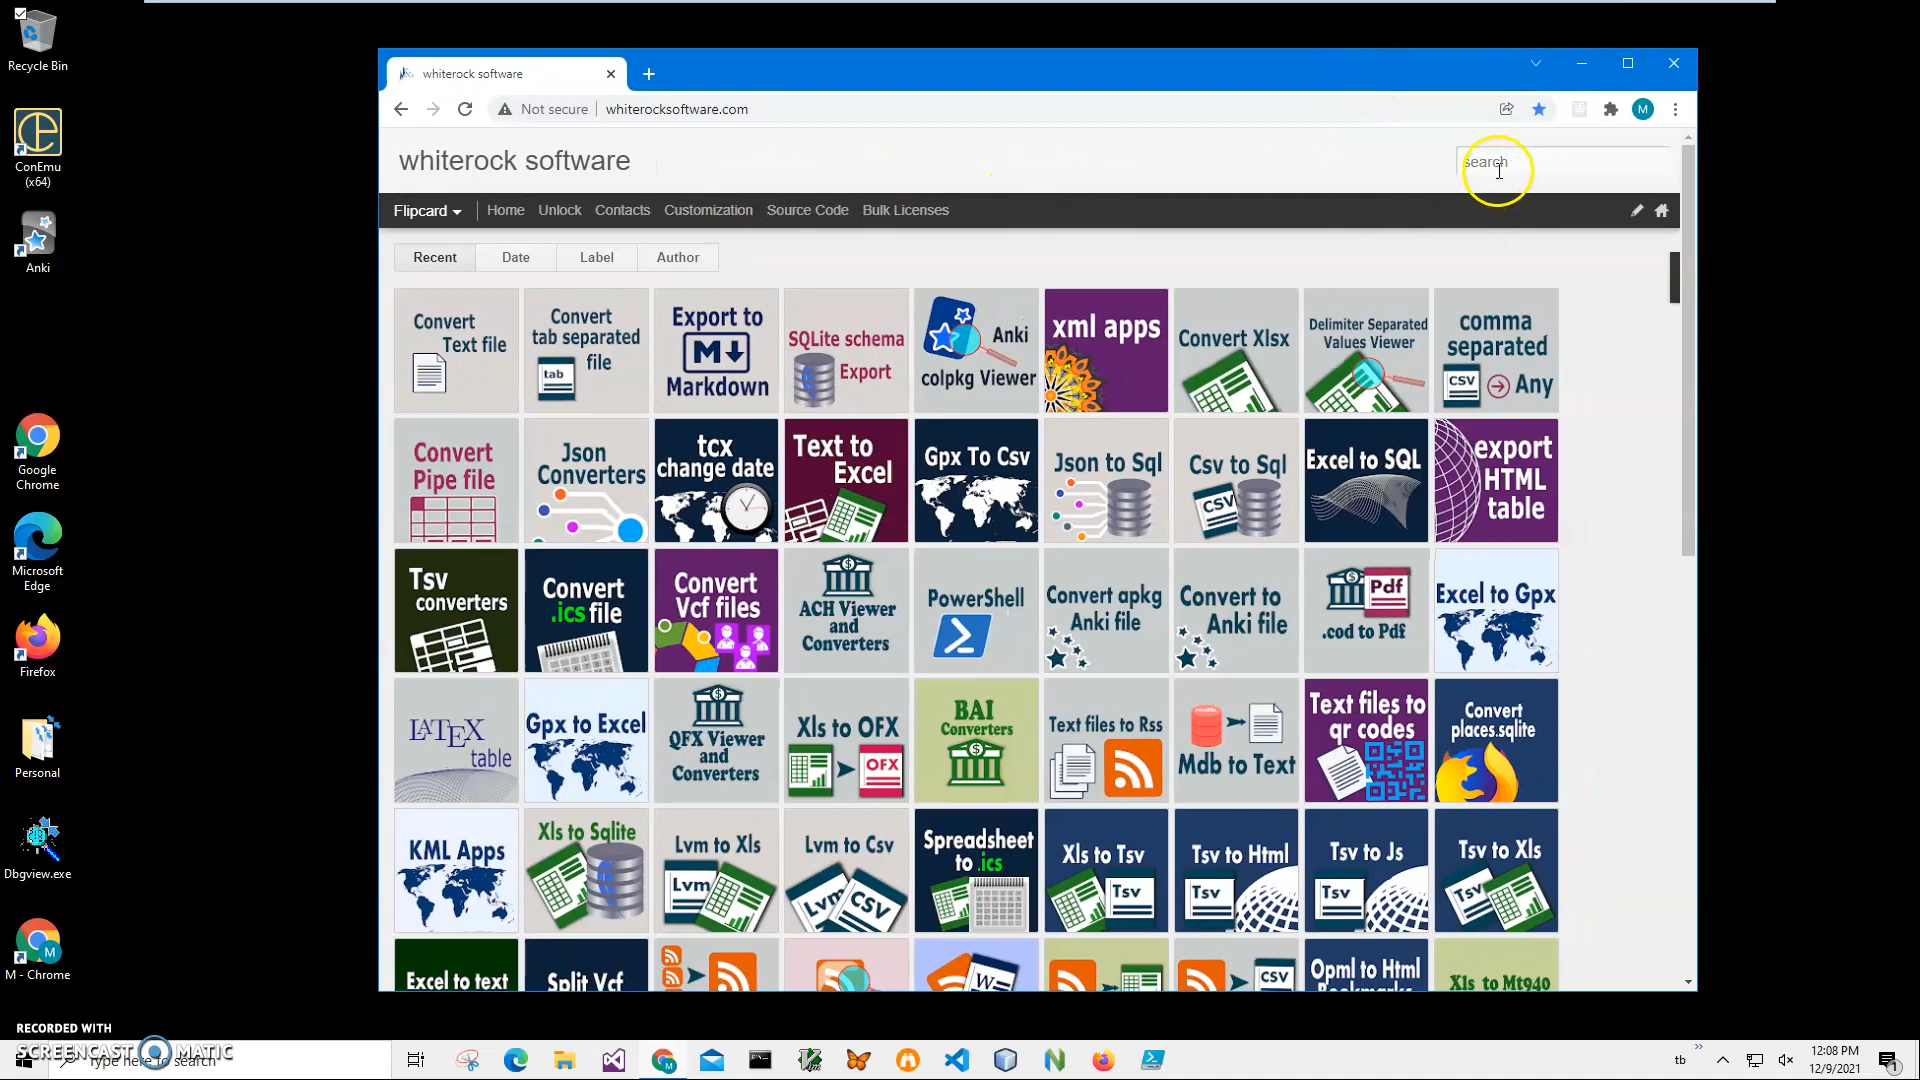 Recycle Bin
ConEmu
(x64)
Anki
Google
Chrome
Microsoft
Edge
Firefox
Personal
Dbgview.exe
M - Chrome
whiterock software
Not secure
whiterocksoftware.com
M
whiterock software
search
Flipcard
Home
Unlock
Contacts
Customization
Source Code
Bulk Licenses
Recent
Date
Label
Author
Convert
Text file
Convert
tab separated
file
tab
Export to
M
Markdown
SQLite schema
Export
Anki
colpkg Viewer
xml apps
Convert Xlsx
Delimiter Separated
Values Viewer
comma
separated
CSV
Any
Convert
Pipe file
Json
Converters
tcx
change date
Text to
Excel
Gpx To Csv
Json to Sql
Csv to Sql
CSV
Excel to SQL
export
HTML
table
Tsv
converters
Convert
.ics file
Convert
Vcf files
ACH Viewer
and
Converters
PowerShell
Convert apkg
Anki file
Convert to
Anki file
Pdf
.cod to Pdf
Excel to Gpx
LATEX
table
Gpx to Excel
QFX Viewer
and
Converters
Xls to OFX
OFX
BAI
Converters
Text files to Rss
Mdb to Text
Text files to
qr codes
Convert
places.sqlite
KML Apps
Xls to Sqlite
Lvm to Xls
Lvm
Lvm to Csv
Lvm
CSV
Spreadsheet
to .ics
Xls to Tsv
Tsv
Tsv to Html
Tsv
Tsv to Js
Tsv
Tsv to Xls
Tsv
Excel to text
Split Vcf
W
CSV
Opml to Html
Bookmarks
Xls to Mt940
RECORDED WITH
SCREENCAST MATIC
Type here to search
tb
12:08 PM
12/9/2021
1